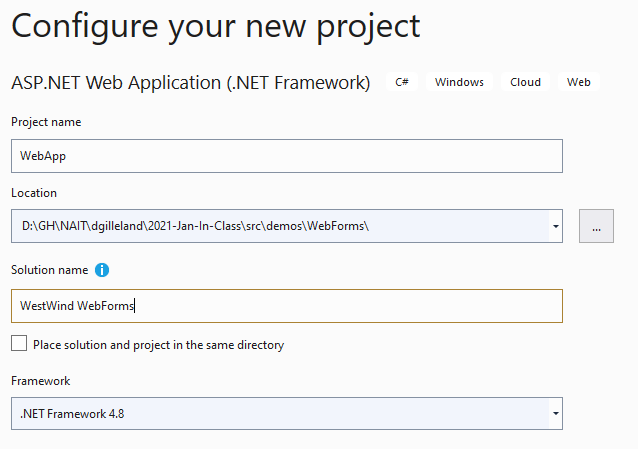 Configure your new project
ASP.NET Web Application (.NET Framework) C# Windows Cloud Web
Project name
WebApp
Location
D:\GH\NAIT\dgilleland\2021-Jan-In-Class\src\demos\WebForms\
...
Solution name i
WestWind WebForms
Place solution and project in the same directory
Framework
.NET Framework 4.8